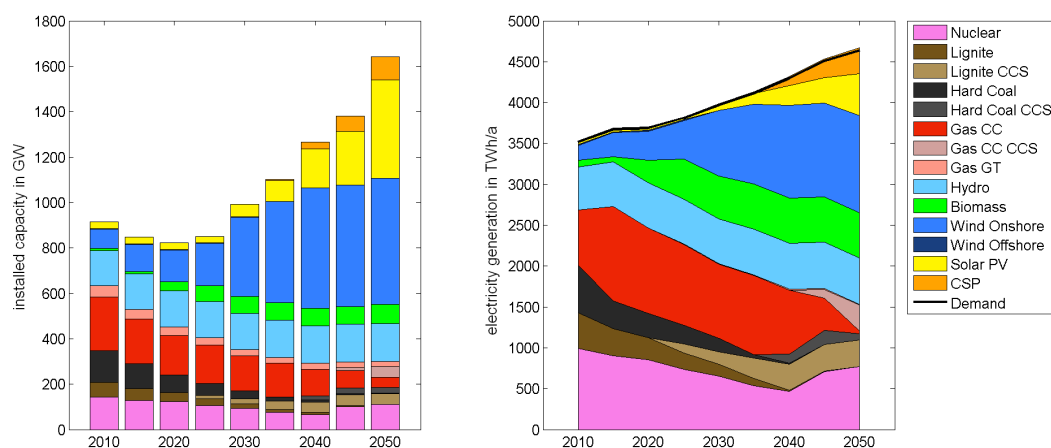 1800
1600
1400
1200
1000
800
600
400
200
0
installed capacity in GW
2010 2020 2030 2040 2050
5000
4500
4000
3500
3000
2500
2000
1500
1000
500
0
electricity generation in TWh/a
2010 2020 2030 2040 2050
Nuclear
Lignite
Lignite CCS
Hard Coal
Hard Coal CCS
Gas CC
Gas CC CCS
Gas GT
Hydro
Biomass
Wind Onshore
Wind Offshore
Solar PV
CSP
Demand